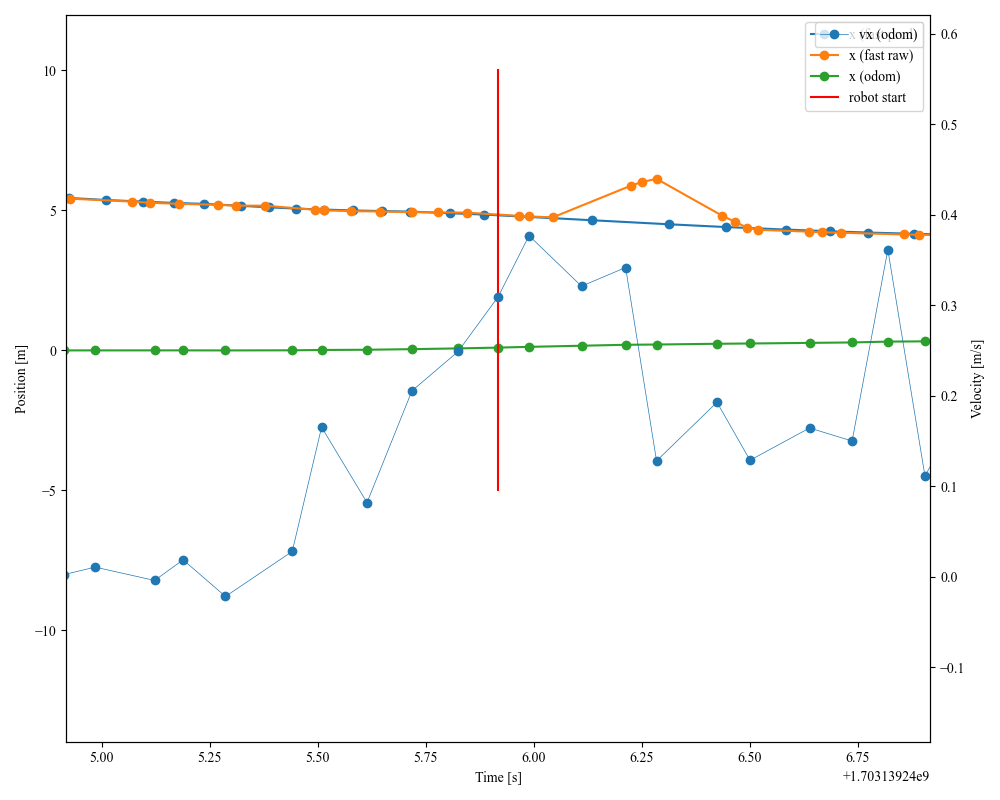 vx (odom)
x (fast raw)
x (odom)
robot start
10
5
0
−5
−10
Position [m]
0.6
0.5
0.4
0.3
0.2
0.1
0.0
−0.1
Velocity [m/s]
5.00 5.25 5.50 5.75 6.00 6.25 6.50 6.75
+1.70313924e9
Time [s]